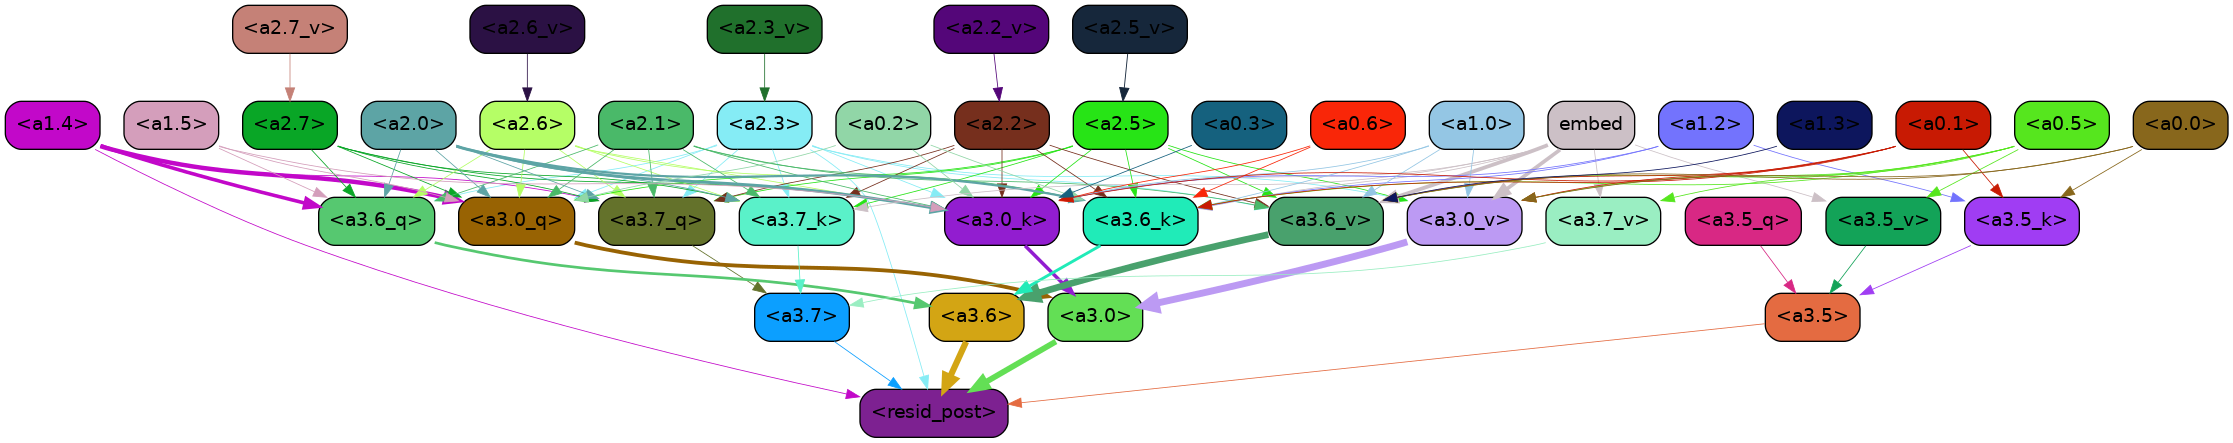 <a2.7_v>
<a2.6_v>
<a2.3_v>
<a2.2_v>
<a2.5_v>
<a1.4>
<a1.5>
<a2.7>
<a2.0>
<a2.6>
<a2.1>
<a2.3>
<a0.2>
<a2.2>
<a2.5>
<a0.3>
<a0.6>
<a1.0>
embed
<a1.2>
<a1.3>
<a0.1>
<a0.5>
<a0.0>
<a3.6_q>
<a3.0_q>
<a3.7_q>
<a3.7_k>
<a3.0_k>
<a3.6_k>
<a3.6_v>
<a3.0_v>
<a3.7_v>
<a3.5_q>
<a3.5_v>
<a3.5_k>
<a3.7>
<a3.6>
<a3.0>
<a3.5>
<resid_post>